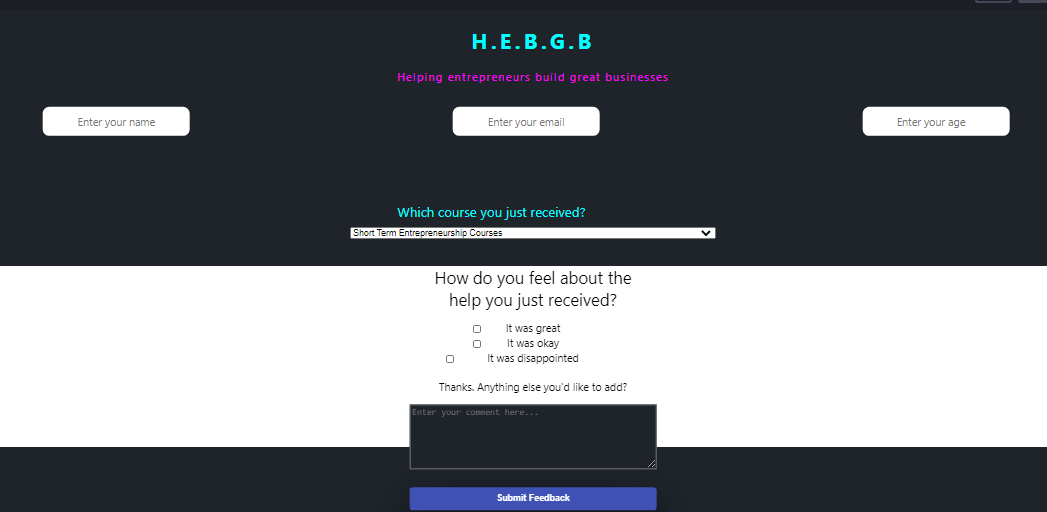 H.E.B.G.B
Helping entrepreneurs build great businesses
Enter your name
Enter your email
Enter your age
Which course you just received?
Short Term Entrepreneurship Courses
How do you feel about the
help you just received?
It was great
It was okay
It was disappointed
Thanks. Anything else you'd like to add?
Enter your comment here...
Submit Feedback